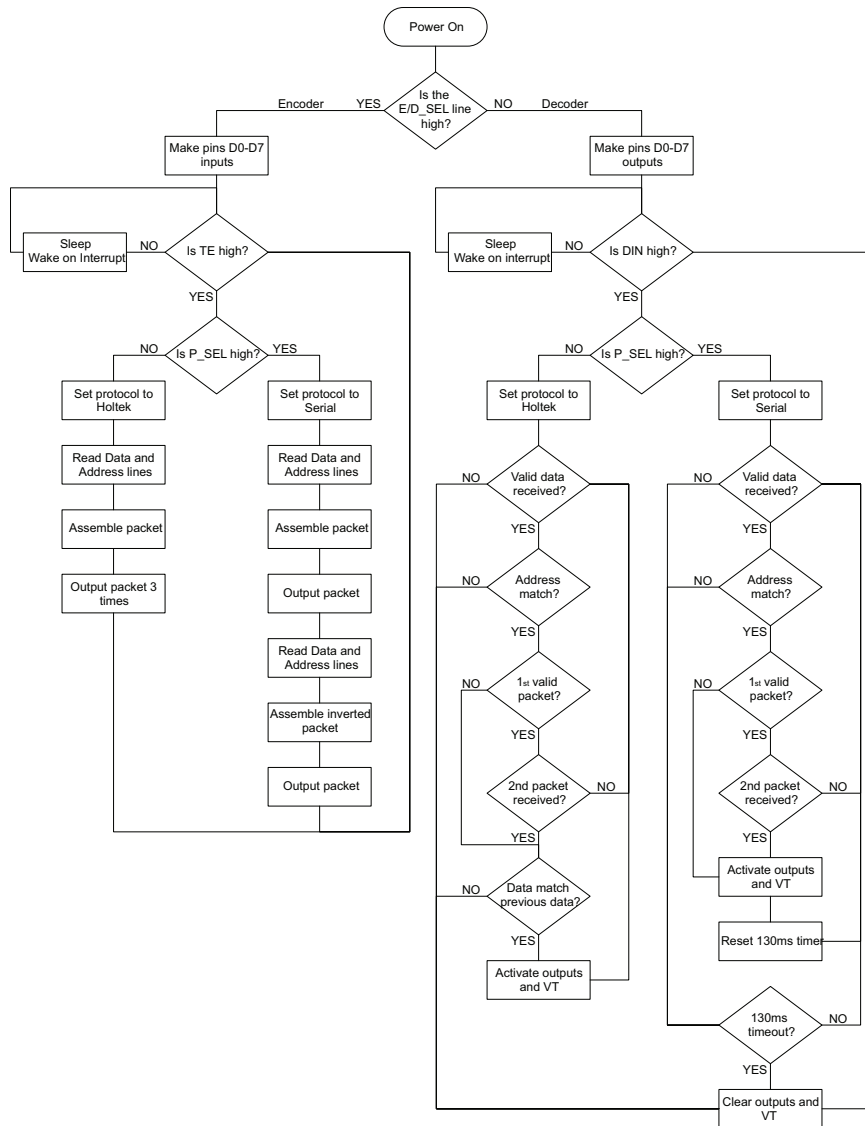 Power On
Is the
E/D_SEL line
high?
Encoder
YES
NO
Decoder
Make pins D0-D7
inputs
Sleep
Wake on Interrupt
NO
Is TE high?
YES
NO
Is P_SEL high?
YES
Set protocol to
Holtek
Read Data and
Address lines
Assemble packet
Output packet 3
times
Set protocol to
Serial
Read Data and
Address lines
Assemble packet
Output packet
Read Data and
Address lines
Assemble inverted
packet
Output packet
Make pins D0-D7
outputs
Sleep
Wake on interrupt
NO
Is DIN high?
YES
NO
Is P_SEL high?
YES
Set protocol to
Holtek
NO
Valid data
received?
YES
NO
Address
match?
YES
NO
1st valid
packet?
YES
2nd packet
received?
NO
YES
NO
Data match
previous data?
YES
Activate outputs
and VT
Set protocol to
Serial
NO
Valid data
received?
YES
NO
Address
match?
YES
NO
1st valid
packet?
YES
2nd packet
received?
NO
YES
Activate outputs
and VT
Reset 130ms timer
130ms
timeout?
NO
YES
Clear outputs and
VT